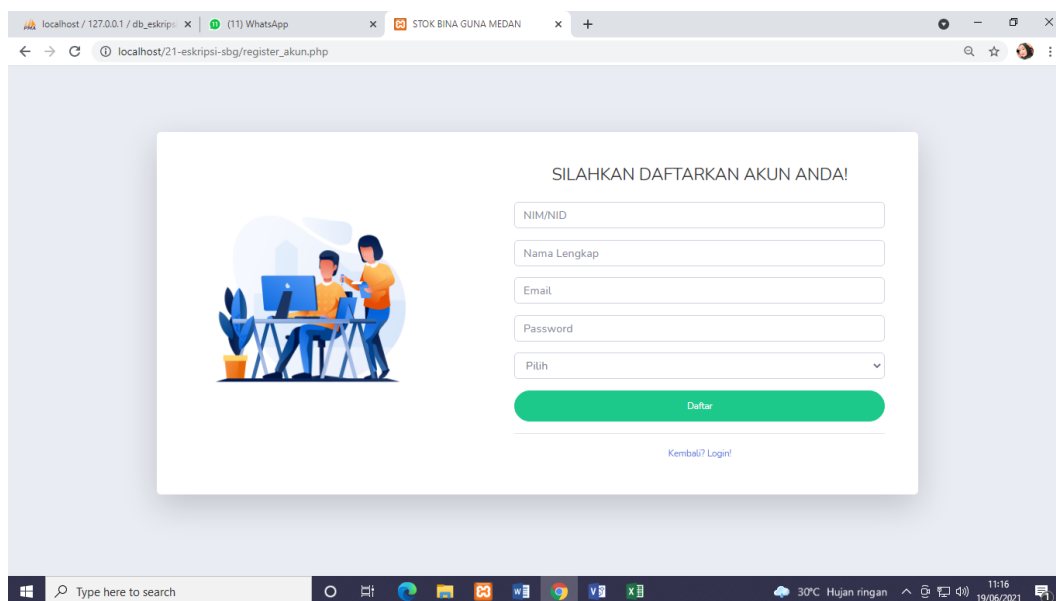 localhost / 127.0.0.1 / db_eskrips
11 (11) WhatsApp
STOK BINA GUNA MEDAN
localhost/21-eskripsi-sbg/register_akun.php
SILAHKAN DAFTARKAN AKUN ANDA!
NIM/NID
Nama Lengkap
Email
Password
Pilih
Daftar
Kembali? Login!
Type here to search
30°C Hujan ringan
11:16
19/06/2021